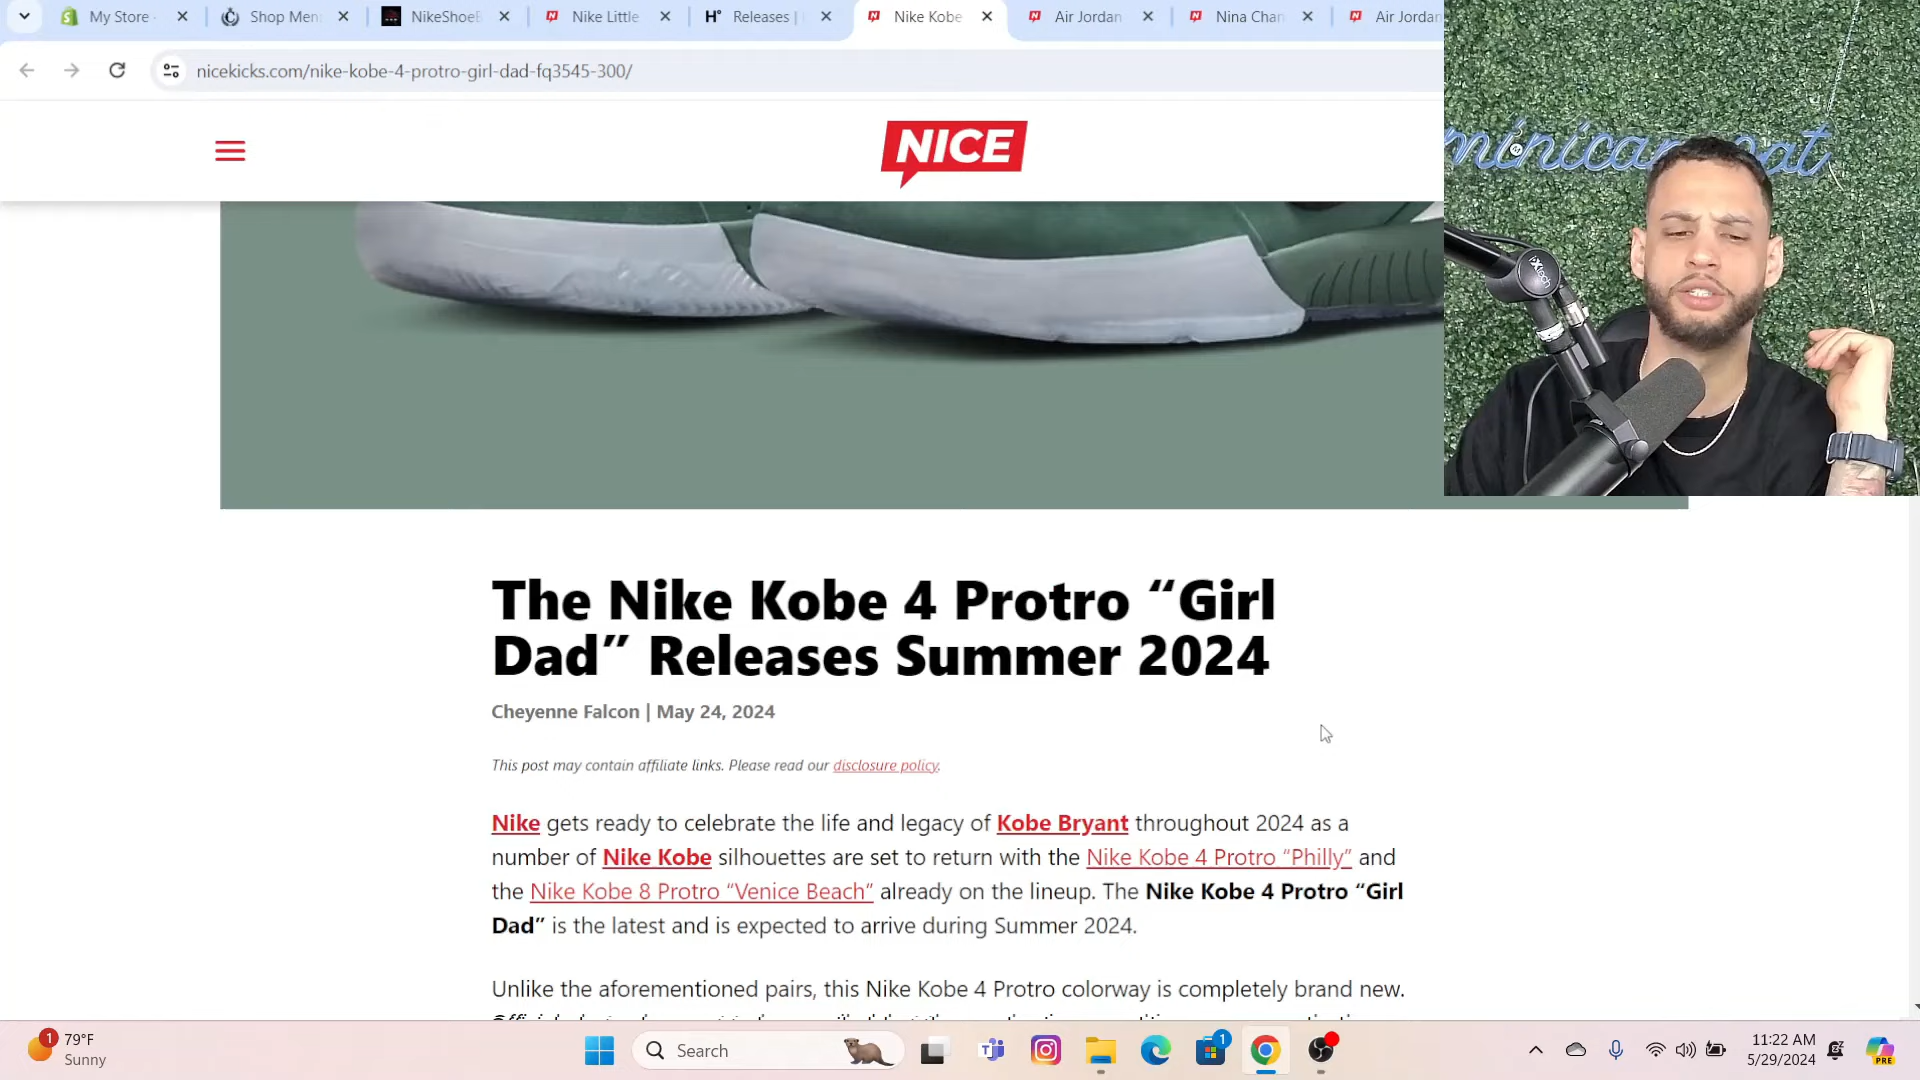 My Store
Shop Men
NikeShoeB
Nike Little
H° Releases |
Nike Kobe
Air Jordan
Nina Chan
Air Jordan
nicekicks.com/nike-kobe-4-protro-girl-dad-fq3545-300/
NICE
minican
The Nike Kobe 4 Protro “Girl
Dad” Releases Summer 2024
Cheyenne Falcon | May 24, 2024
This post may contain affiliate links. Please read our disclosure policy.
Nike gets ready to celebrate the life and legacy of Kobe Bryant throughout 2024 as a
number of Nike Kobe silhouettes are set to return with the Nike Kobe 4 Protro “Philly” and
the Nike Kobe 8 Protro “Venice Beach” already on the lineup. The Nike Kobe 4 Protro “Girl
Dad” is the latest and is expected to arrive during Summer 2024.
Unlike the aforementioned pairs, this Nike Kobe 4 Protro colorway is completely brand new.
1
79°F
Sunny
Search
1
11:22 AM
5/29/2024
PRE